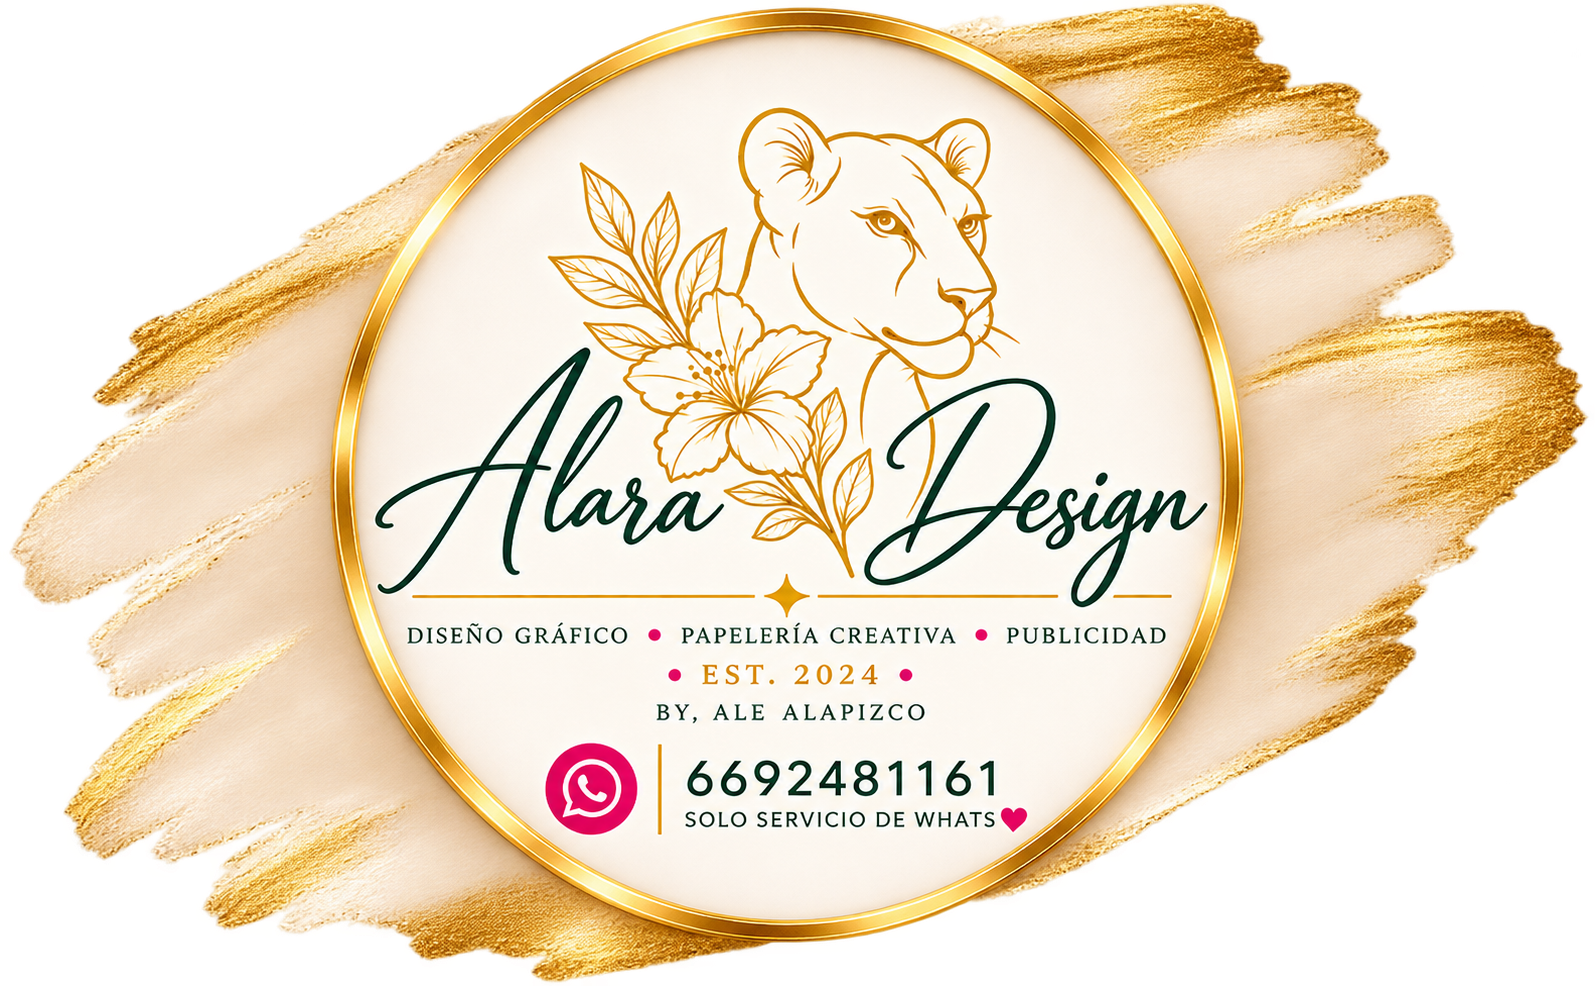 Alara Design
DISEÑO GRÁFICO • PAPELERÍA CREATIVA • PUBLICIDAD
• EST. 2024 •
BY, ALE ALAPIZCO
6692481161
SOLO SERVICIO DE WHATS